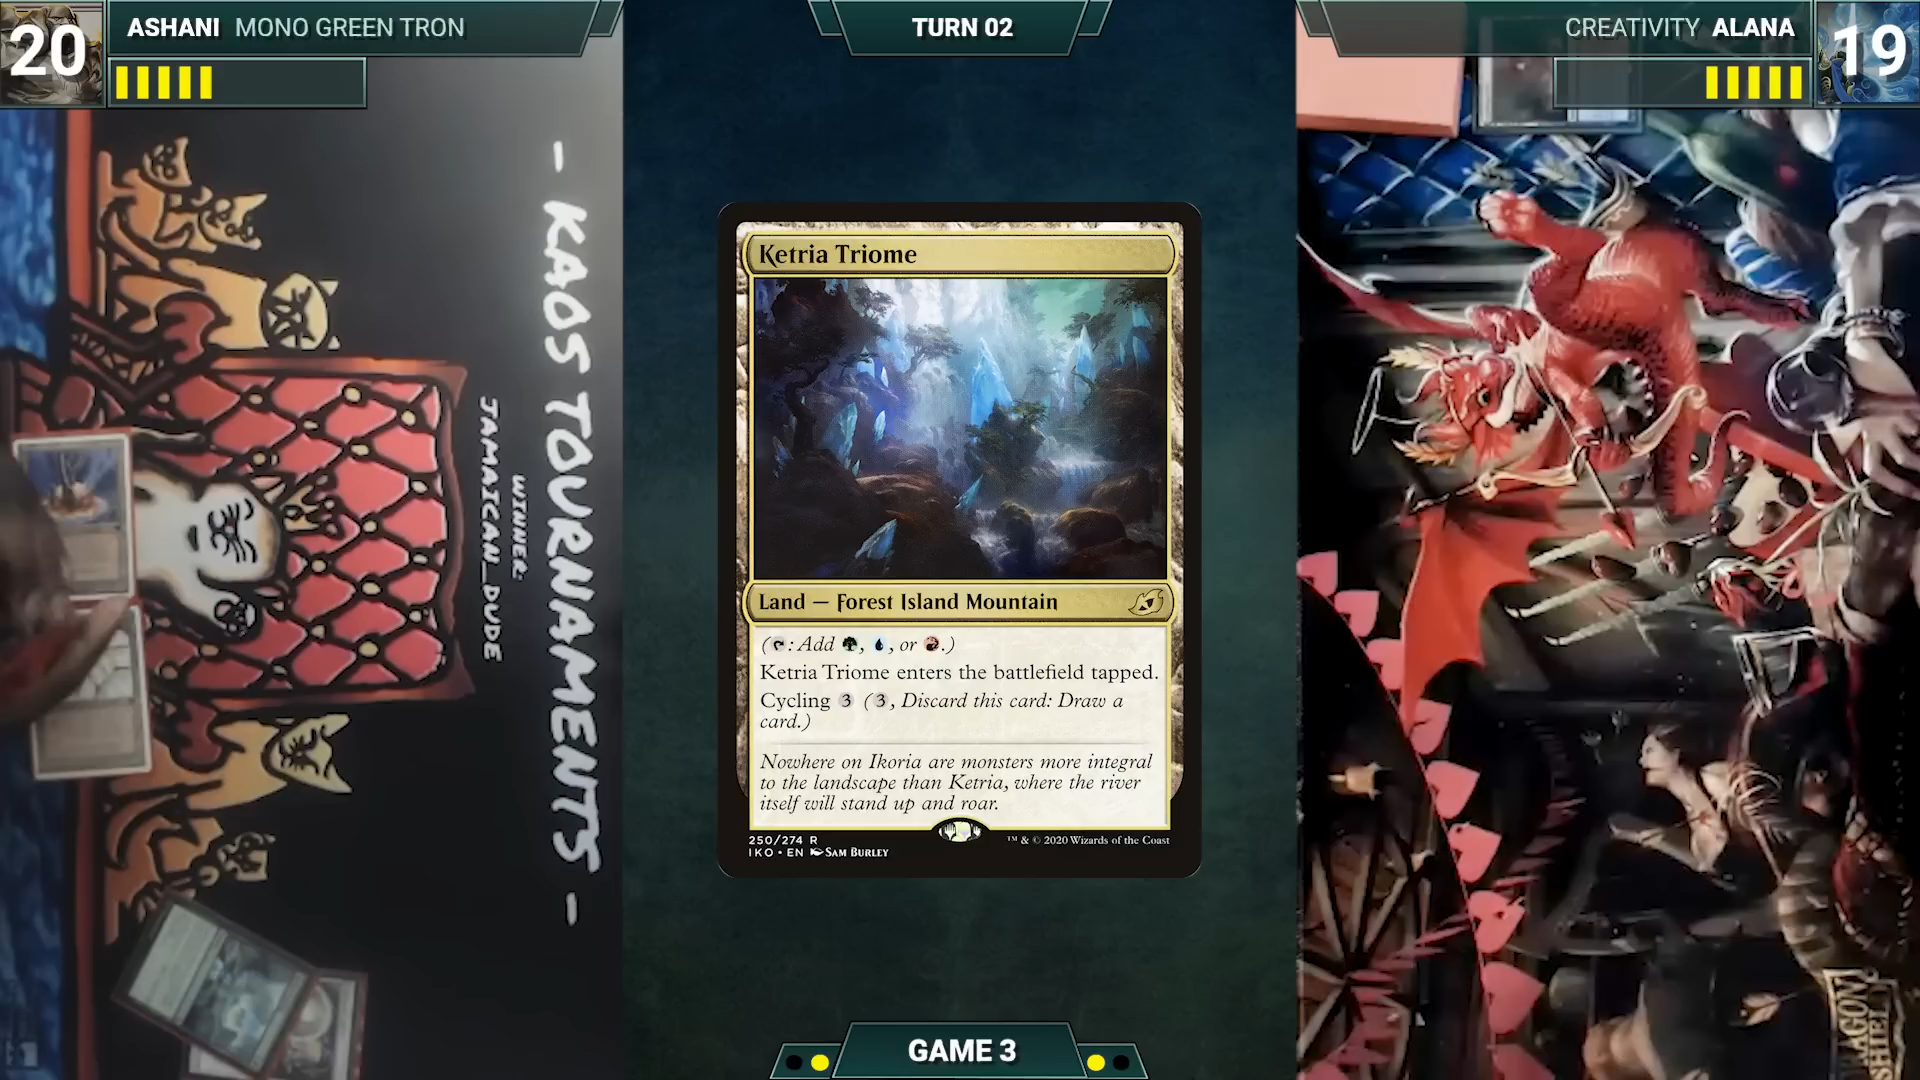 20
ASHANI MONO GREEN TRON
TURN 02
CREATIVITY ALANA
19
- KAOS TOURNAMENTS -
WINNER:
JAMAICAN_DUDE
Ketria Triome
Land — Forest Island Mountain
(: Add , , or .)
Ketria Triome enters the battlefield tapped.
Cycling 3 (3, Discard this card: Draw a
card.)
Nowhere on Ikoria are monsters more integral
to the landscape than Ketria, where the river
itself will stand up and roar.
250/274 R
IKO • EN SAM BURLEY
™ & © 2020 Wizards of the Coast
DRAGON
SHIELD
GAME 3